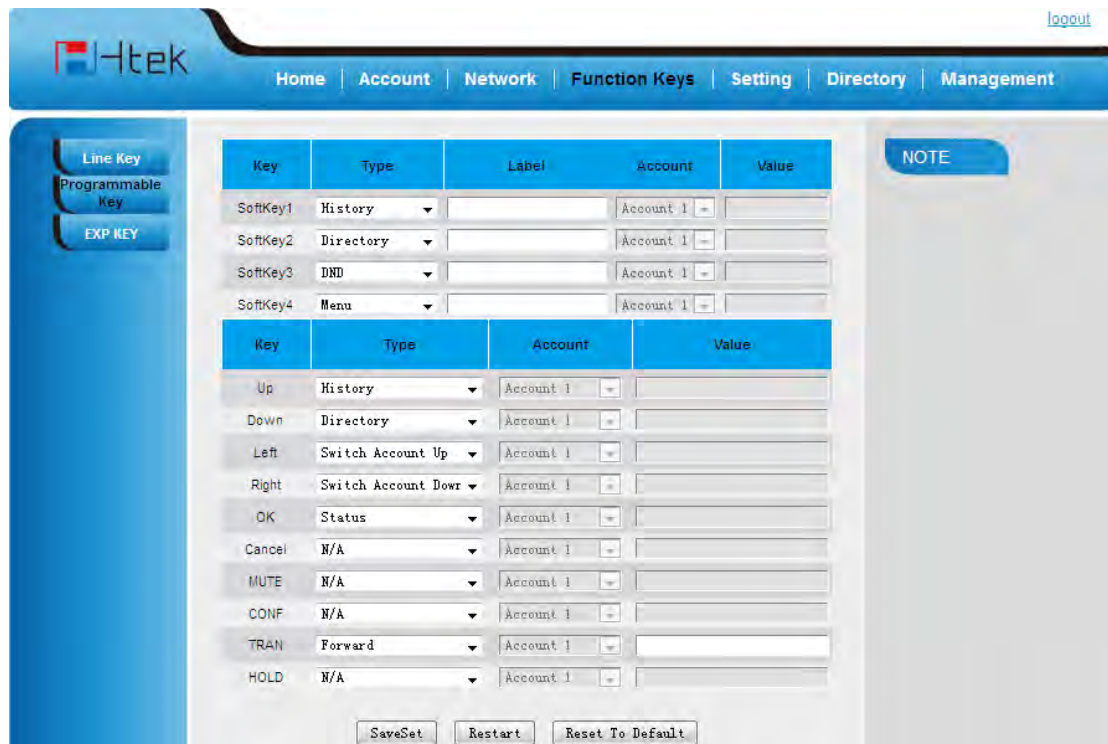 logout
Htek
Home | Account | Network | Function Keys | Setting | Directory | Management
Line Key
Programmable
Key
EXP KEY
NOTE
Key Type Label Account Value
SoftKey1 History Account 1
SoftKey2 Directory Account 1
SoftKey3 DND Account 1
SoftKey4 Menu Account 1
Key Type Account Value
Up History Account 1
Down Directory Account 1
Left Switch Account Up Account 1
Right Switch Account Dowr Account 1
OK Status Account 1
Cancel N/A Account 1
MUTE N/A Account 1
CONF N/A Account 1
TRAN Forward Account 1
HOLD N/A Account 1
SaveSet Restart Reset To Default